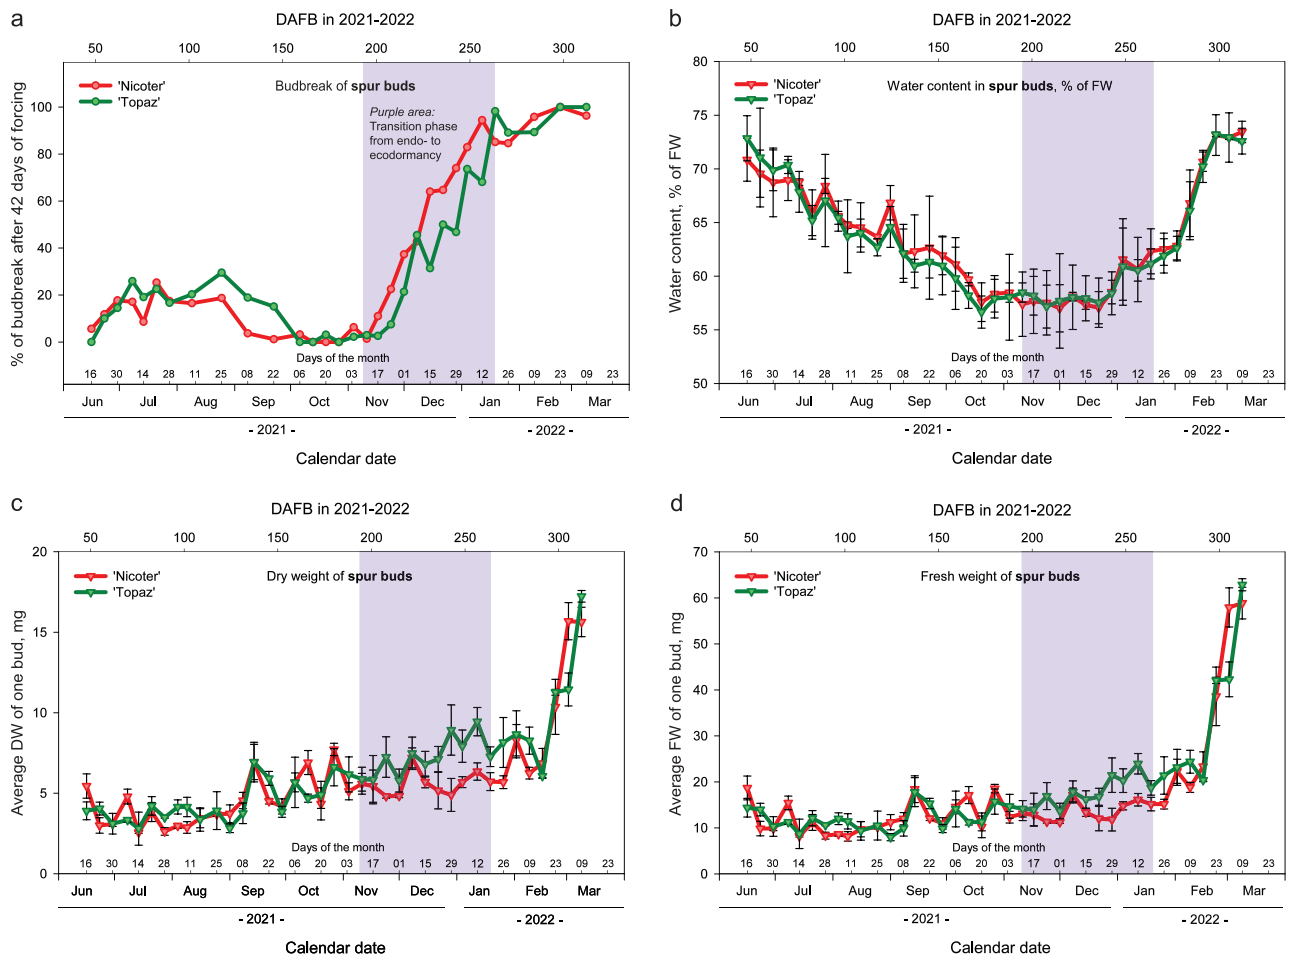 a
DAFB in 2021-2022
50 100 150 200 250 300
'Nicoter'
'Topaz'
Budbreak of spur buds
Purple area:
Transition phase
from endo- to
ecodormancy
% of budbreak after 42 days of forcing
100
80
60
40
20
0
Days of the month
16 30 14 28 11 25 08 22 06 20 03 17 01 15 29 12 26 09 23 09 23
Jun Jul Aug Sep Oct Nov Dec Jan Feb Mar
- 2021 - - 2022 -
Calendar date
b
DAFB in 2021-2022
50 100 150 200 250 300
'Nicoter'
'Topaz'
Water content in spur buds, % of FW
Water content, % of FW
80
75
70
65
60
55
50
Days of the month
16 30 14 28 11 25 08 22 06 20 03 17 01 15 29 12 26 09 23 09 23
Jun Jul Aug Sep Oct Nov Dec Jan Feb Mar
- 2021 - - 2022 -
Calendar date
c
DAFB in 2021-2022
50 100 150 200 250 300
'Nicoter'
'Topaz'
Dry weight of spur buds
Average DW of one bud, mg
20
15
10
5
0
Days of the month
16 30 14 28 11 25 08 22 06 20 03 17 01 15 29 12 26 09 23 09 23
Jun Jul Aug Sep Oct Nov Dec Jan Feb Mar
- 2021 - - 2022 -
Calendar date
d
DAFB in 2021-2022
50 100 150 200 250 300
'Nicoter'
'Topaz'
Fresh weight of spur buds
Average FW of one bud, mg
70
60
50
40
30
20
10
0
Days of the month
16 30 14 28 11 25 08 22 06 20 03 17 01 15 29 12 26 09 23 09 23
Jun Jul Aug Sep Oct Nov Dec Jan Feb Mar
- 2021 - - 2022 -
Calendar date